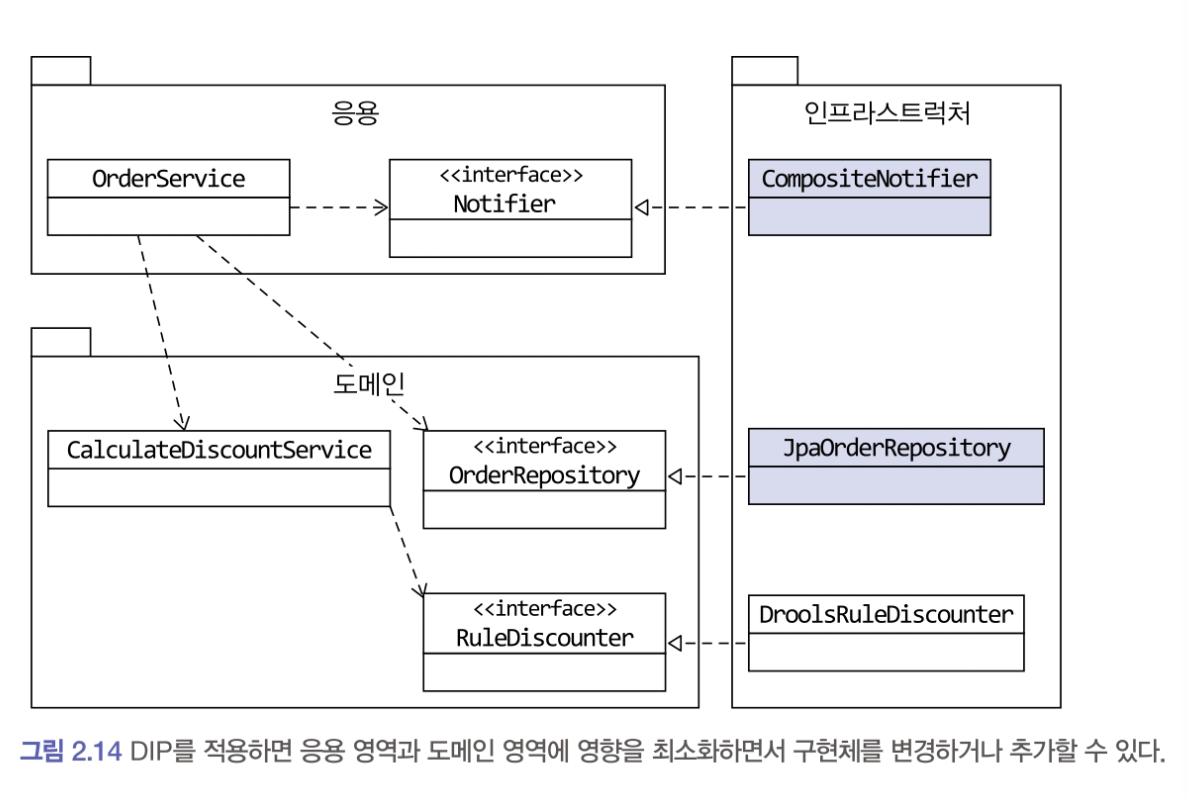 응용
OrderService
<<interface>>
Notifier
인프라스트럭처
CompositeNotifier
도메인
CalculateDiscountService
<<interface>>
OrderRepository
JpaOrderRepository
<<interface>>
RuleDiscounter
DroolsRuleDiscounter
그림 2.14 DIP를 적용하면 응용 영역과 도메인 영역에 영향을 최소화하면서 구현체를 변경하거나 추가할 수 있다.